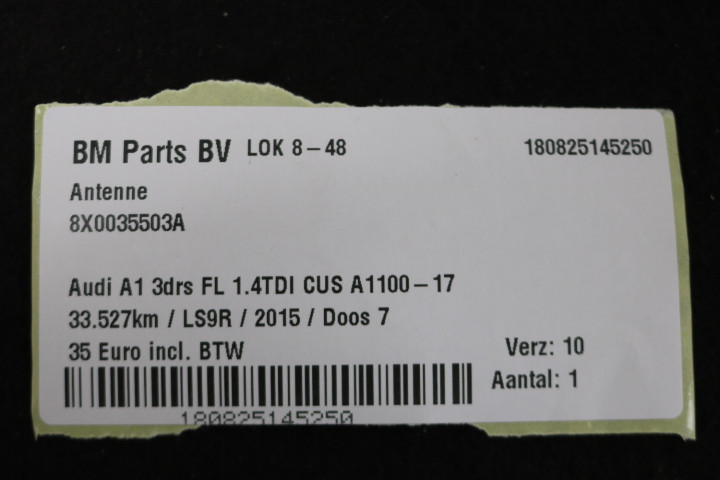 BM Parts BV LOK 8-48 180825145250
Antenne
8X0035503A
Audi A1 3drs FL 1.4TDI CUS A1100-17
33.527km / LS9R / 2015 / Doos 7
35 Euro incl. BTW Verz: 10
Aantal: 1
180825145250